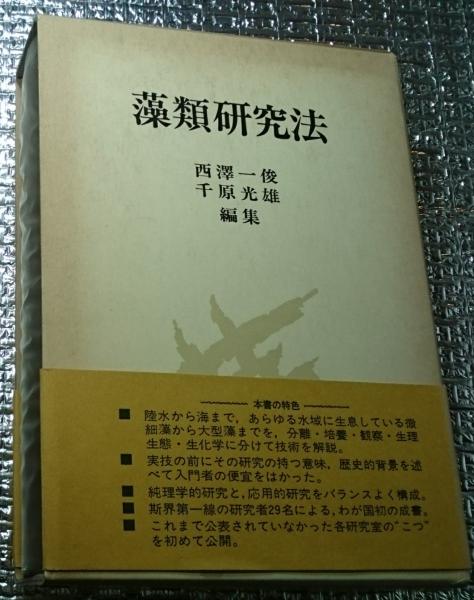 藻類研究法
西澤一俊
千原光雄
編集
本書の特色
■ 陸水から海まで，あらゆる水域に生息している微
細藻から大型藻までを，分離・培養・観察・生理
生態・生化学に分けて技術を解説。
■ 実技の前にその研究の持つ意味，歴史的背景を述
べて入門者の便宜をはかった。
■ 純理学的研究と，応用的研究をバランスよく構成。
■ 斯界第一線の研究者29名による，わが国初の成書。
■ これまで公表されていなかった各研究室の“こつ”
を初めて公開。